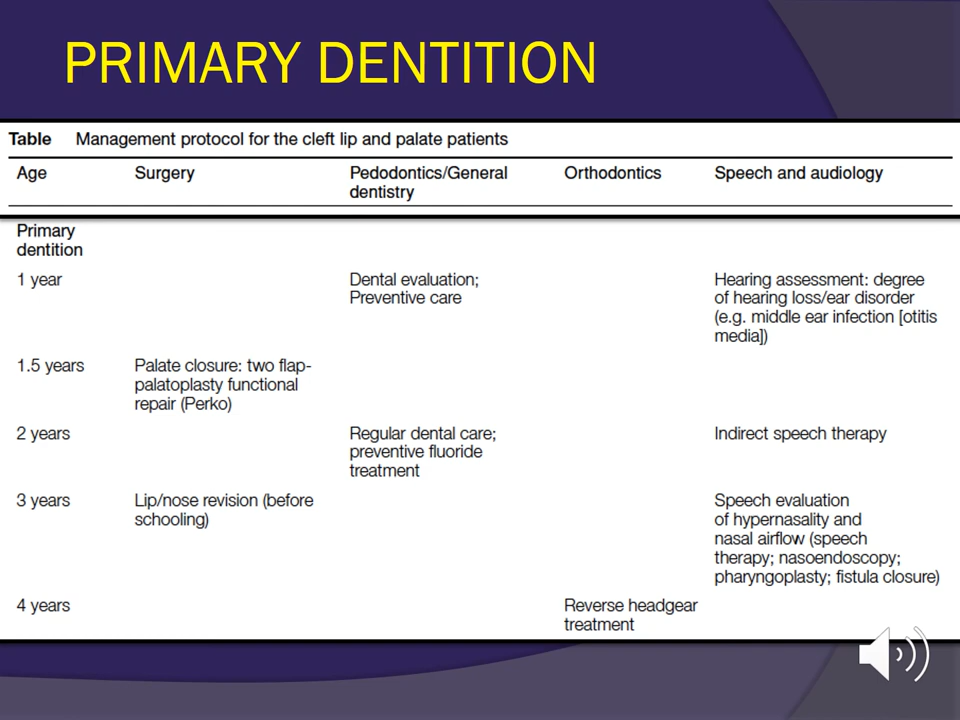 PRIMARY DENTITION
Table Management protocol for the cleft lip and palate patients
Age Surgery Pedodontics/General dentistry Orthodontics Speech and audiology
Primary
dentition
1 year
Dental evaluation;
Preventive care
Hearing assessment: degree
of hearing loss/ear disorder
(e.g. middle ear infection [otitis
media])
1.5 years
Palate closure: two flap-
palatoplasty functional
repair (Perko)
2 years
Regular dental care;
preventive fluoride
treatment
Indirect speech therapy
3 years
Lip/nose revision (before
schooling)
Speech evaluation
of hypernasality and
nasal airflow (speech
therapy; nasoendoscopy;
pharyngoplasty; fistula closure)
4 years
Reverse headgear
treatment